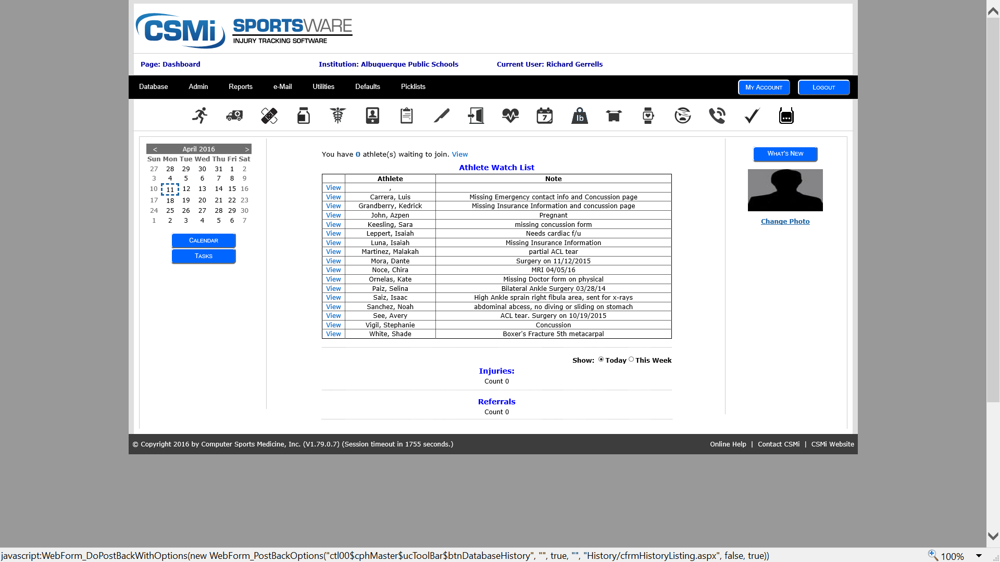 CSMi SPORTSWARE
INJURY TRACKING SOFTWARE
Page: Dashboard Institution: Albuquerque Public Schools Current User: Richard Gerrells
Database Admin Reports e-Mail Utilities Defaults Picklists My Account Logout
7 lb
< April 2016 >
Sun Mon Tue Wed Thu Fri Sat
27 28 29 30 31 1 2
3 4 5 6 7 8 9
10 11 12 13 14 15 16
17 18 19 20 21 22 23
24 25 26 27 28 29 30
1 2 3 4 5 6 7
Calendar
Tasks
You have 0 athlete(s) waiting to join. View
Athlete Watch List
Athlete Note
View ,
View Carrera, Luis Missing Emergency contact info and Concussion page
View Grandberry, Kedrick Missing Insurance Information and concussion page
View John, Azpen Pregnant
View Keesling, Sara missing concussion form
View Leppert, Isaiah Needs cardiac f/u
View Luna, Isaiah Missing Insurance Information
View Martinez, Malakah partial ACL tear
View Mora, Dante Surgery on 11/12/2015
View Noce, Chira MRI 04/05/16
View Ornelas, Kate Missing Doctor form on physical
View Paiz, Selina Bilateral Ankle Surgery 03/28/14
View Saiz, Isaac High Ankle sprain right fibula area, sent for x-rays
View Sanchez, Noah abdominal abcess, no diving or sliding on stomach
View See, Avery ACL tear. Surgery on 10/19/2015
View Vigil, Stephanie Concussion
View White, Shade Boxer's Fracture 5th metacarpal
Show: Today This Week
Injuries:
Count 0
Referrals
Count 0
What's New
Change Photo
© Copyright 2016 by Computer Sports Medicine, Inc. (V1.79.0.7) (Session timeout in 1755 seconds.) Online Help | Contact CSMi | CSMi Website
javascript:WebForm_DoPostBackWithOptions(new WebForm_PostBackOptions("ctl00$cphMaster$ucToolBar$btnDatabaseHistory", "", true, "", "History/cfrmHistoryListing.aspx", false, true)) 100%